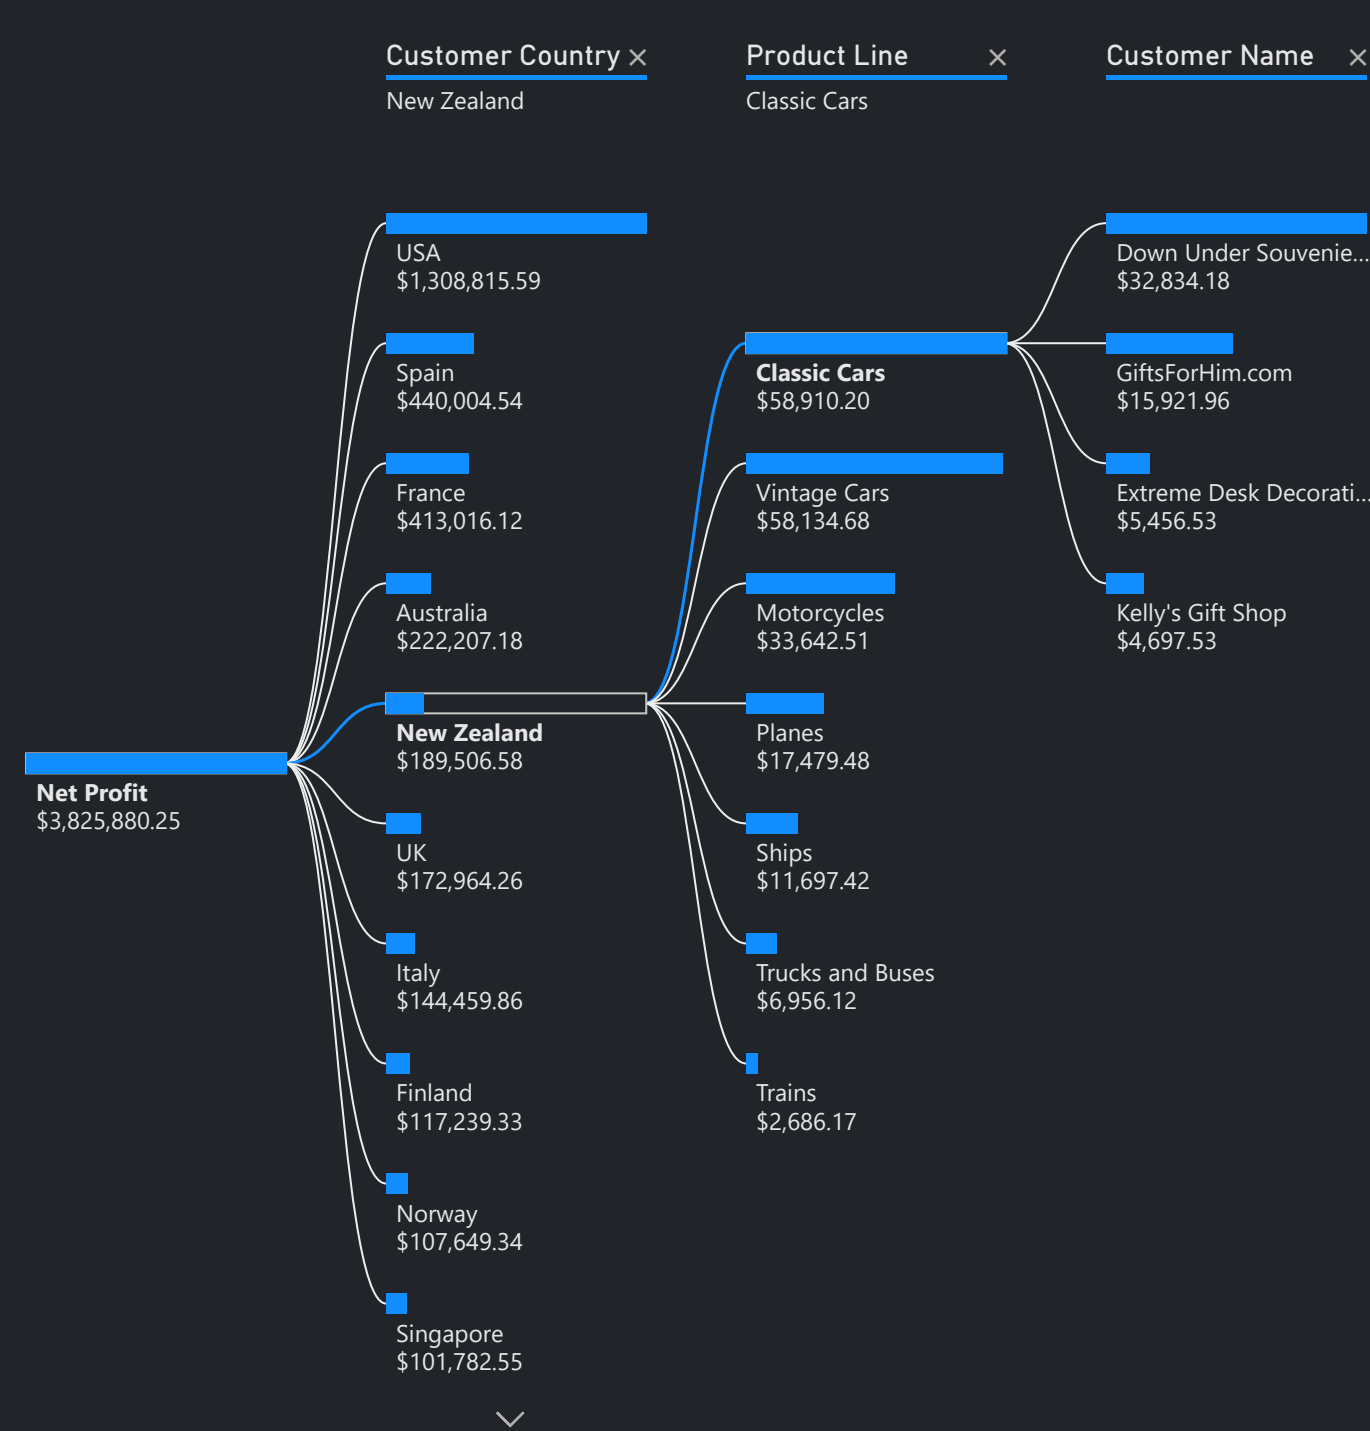 Customer Country
Product Line
Customer Name
New Zealand
Classic Cars
Net Profit
$3,825,880.25
USA
$1,308,815.59
Spain
$440,004.54
France
$413,016.12
Australia
$222,207.18
New Zealand
$189,506.58
UK
$172,964.26
Italy
$144,459.86
Finland
$117,239.33
Norway
$107,649.34
Singapore
$101,782.55
Classic Cars
$58,910.20
Vintage Cars
$58,134.68
Motorcycles
$33,642.51
Planes
$17,479.48
Ships
$11,697.42
Trucks and Buses
$6,956.12
Trains
$2,686.17
Down Under Souvenie...
$32,834.18
GiftsForHim.com
$15,921.96
Extreme Desk Decorati...
$5,456.53
Kelly's Gift Shop
$4,697.53